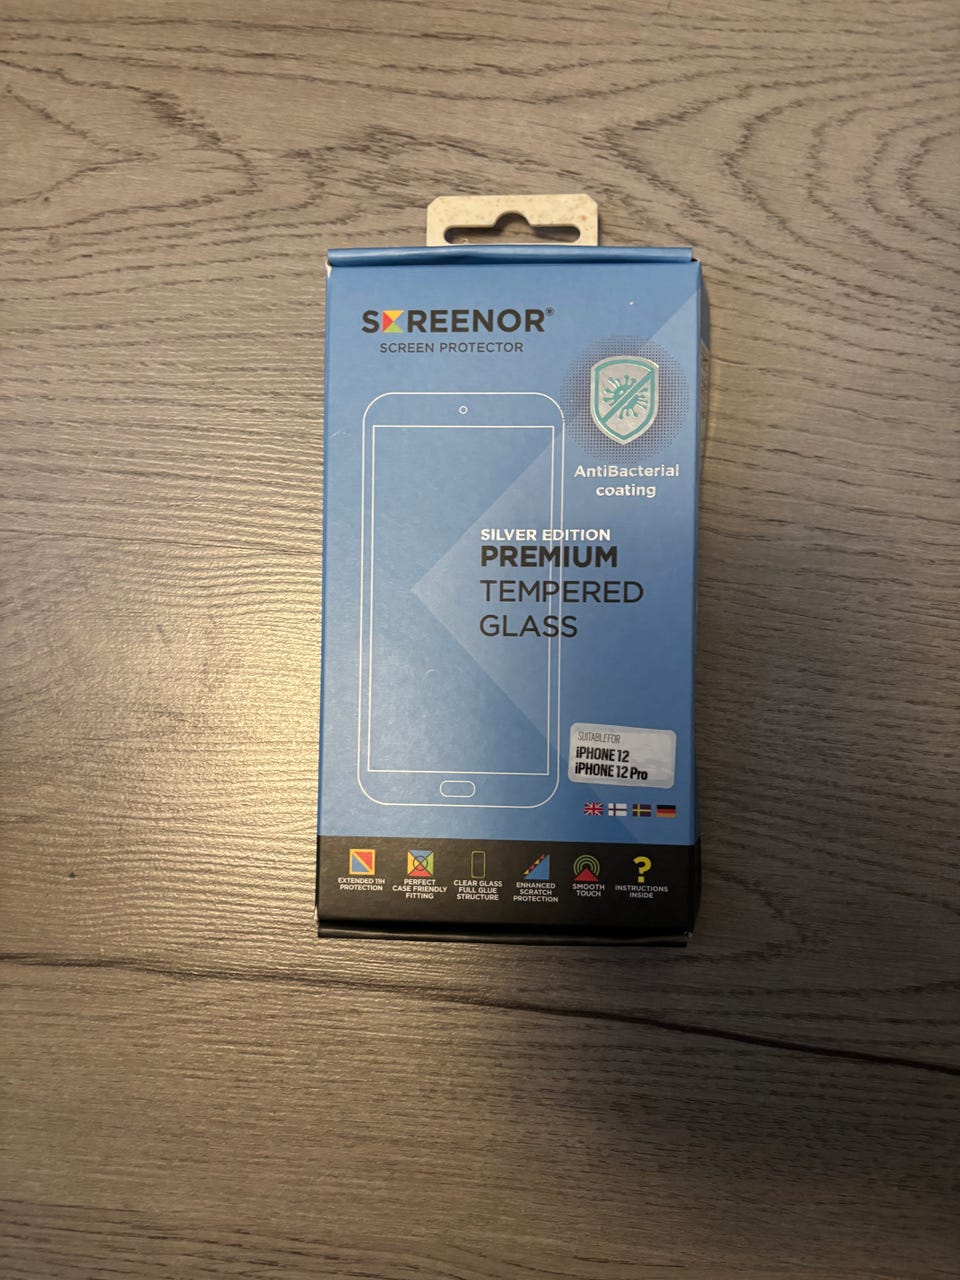 SCREENOR®
SCREEN PROTECTOR
AntiBacterial
coating
SILVER EDITION
PREMIUM
TEMPERED
GLASS
SUITABLE FOR
iPHONE 12
iPHONE 12 Pro
EXTENDED 11H
PROTECTION
PERFECT
CASE FRIENDLY
FITTING
CLEAR GLASS
FULL GLUE
STRUCTURE
ENHANCED
SCRATCH
PROTECTION
SMOOTH
TOUCH
?
INSTRUCTIONS
INSIDE